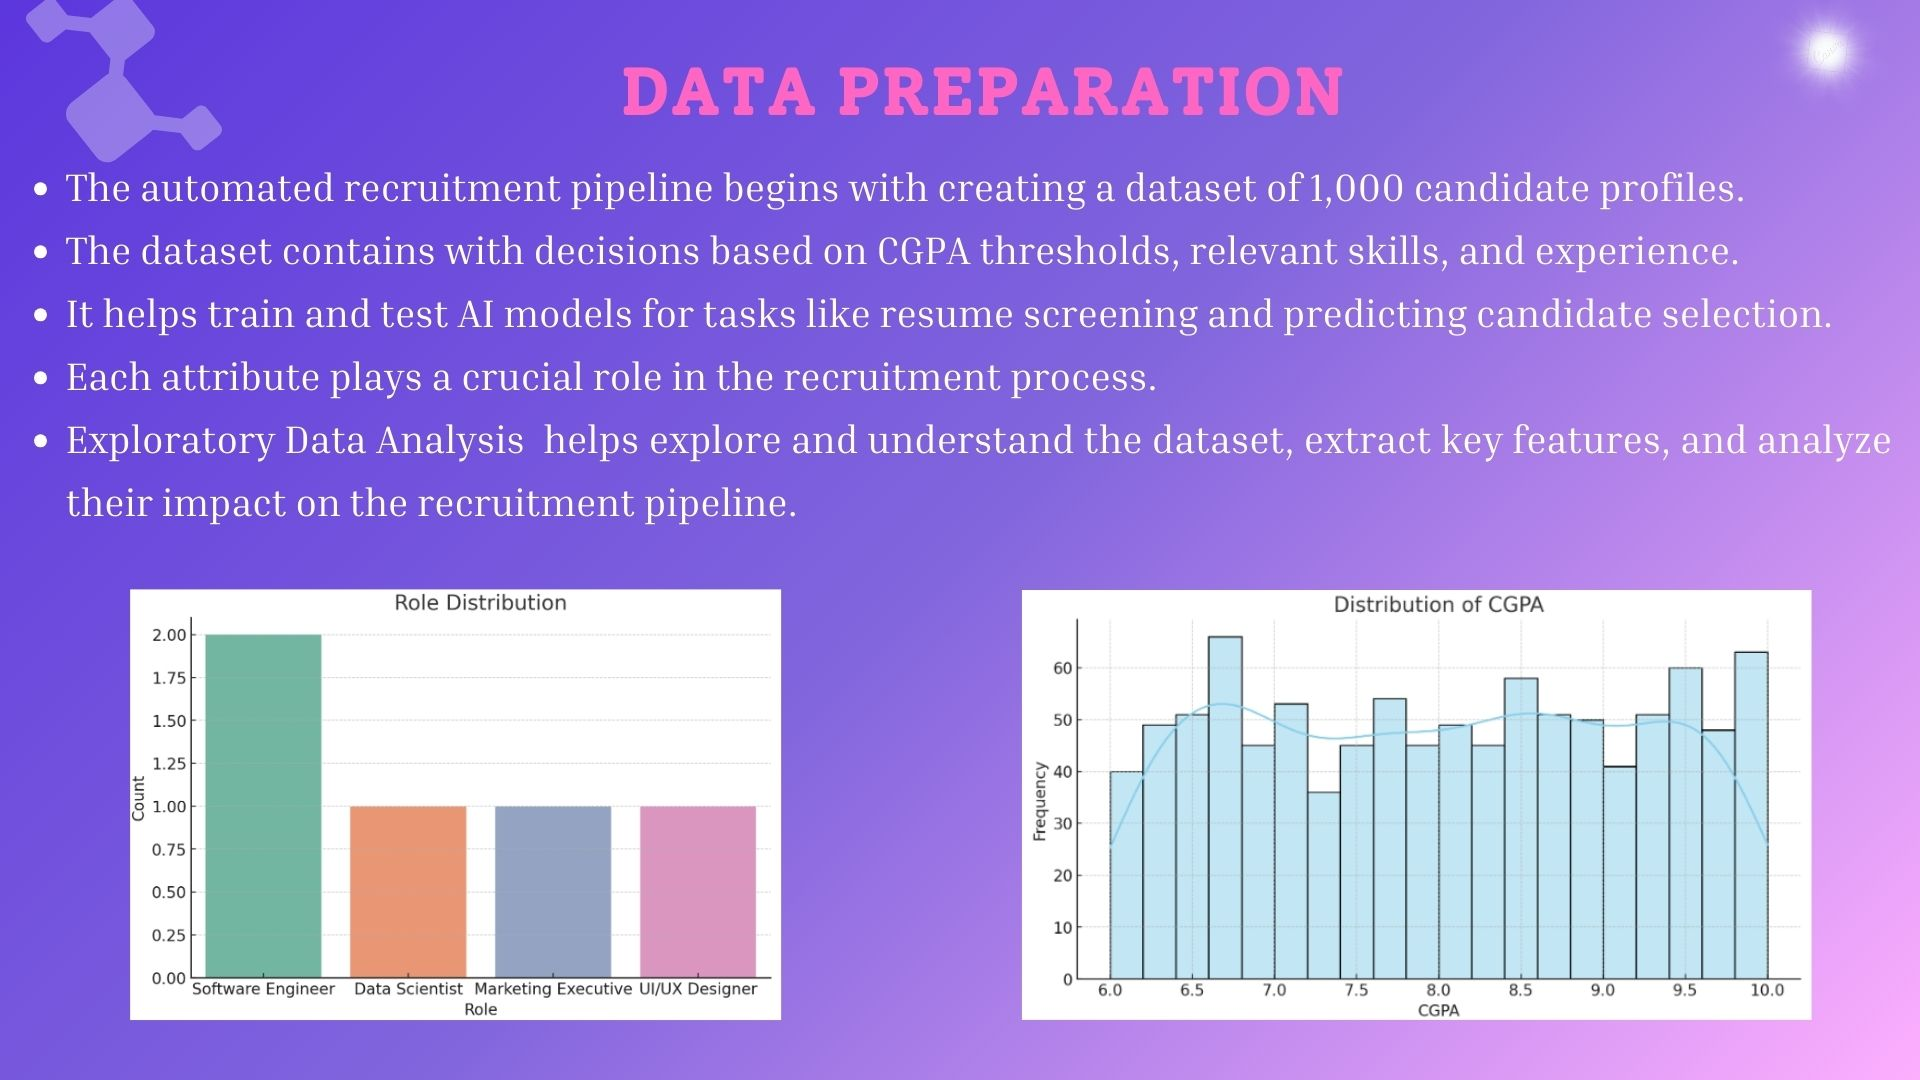 DATA PREPARATION
• The automated recruitment pipeline begins with creating a dataset of 1,000 candidate profiles.
• The dataset contains with decisions based on CGPA thresholds, relevant skills, and experience.
• It helps train and test AI models for tasks like resume screening and predicting candidate selection.
• Each attribute plays a crucial role in the recruitment process.
• Exploratory Data Analysis  helps explore and understand the dataset, extract key features, and analyze
their impact on the recruitment pipeline.
Role Distribution
2.00
1.75
1.50
1.25
1.00
0.75
0.50
0.25
0.00
Count
Software Engineer Data Scientist Marketing Executive UI/UX Designer
Role
Distribution of CGPA
60
50
40
30
20
10
0
Frequency
6.0 6.5 7.0 7.5 8.0 8.5 9.0 9.5 10.0
CGPA